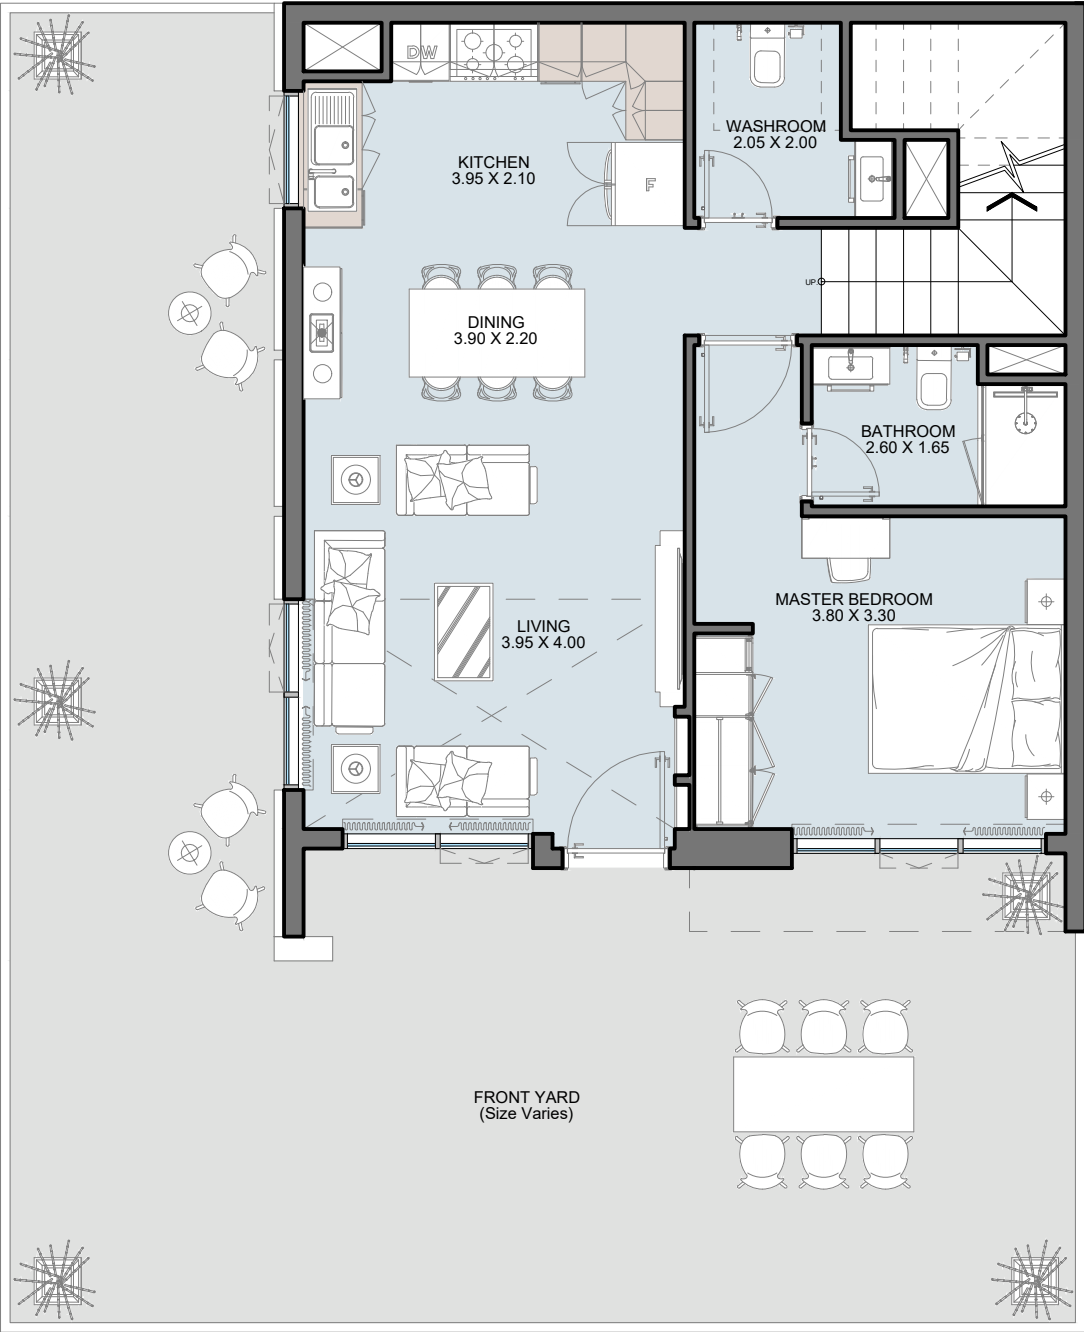 DW
WASHROOM
2.05 X 2.00
KITCHEN
3.95 X 2.10
F
UP
DINING
3.90 X 2.20
BATHROOM
2.60 X 1.65
MASTER BEDROOM
3.80 X 3.30
LIVING
3.95 X 4.00
FRONT YARD
(Size Varies)